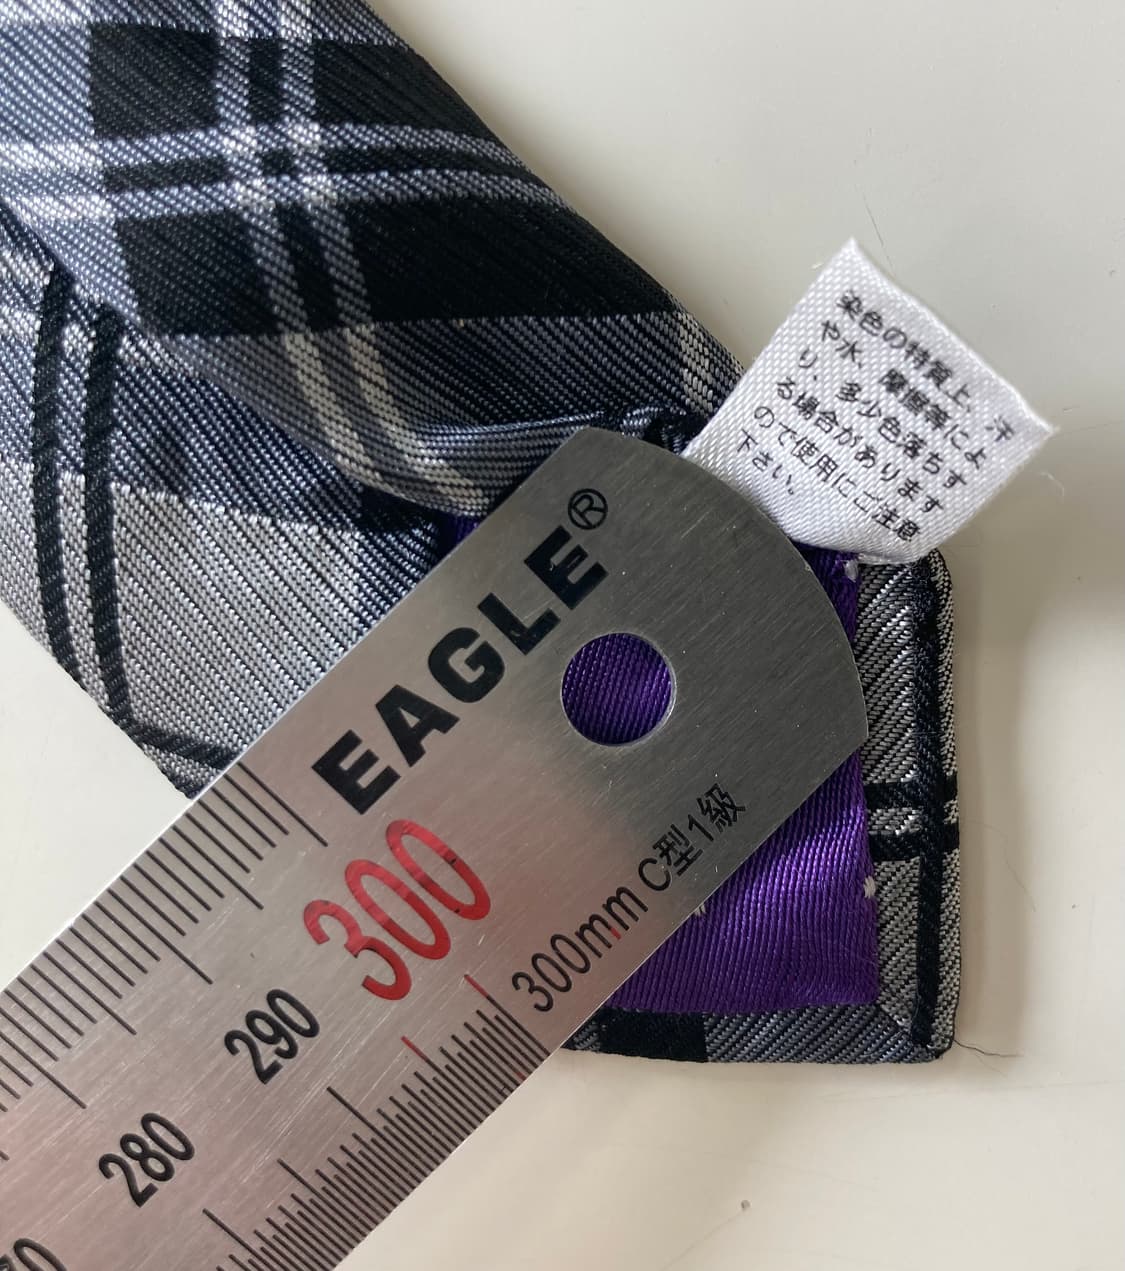 染色の特質上、汗
や水、摩擦等によ
り、多少色落ちす
る場合があります
ので使用にご注意
下さい。
EAGLE®
300
300mm C型1級
290
280